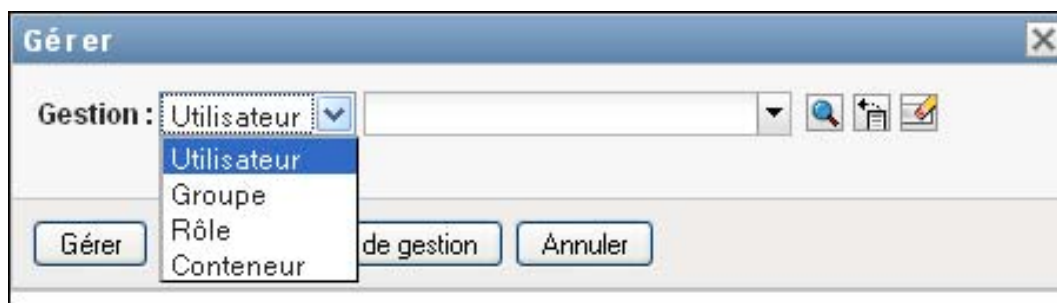 Gérer
Gestion : Utilisateur
Utilisateur
Groupe
Rôle
Conteneur
Gérer de gestion Annuler